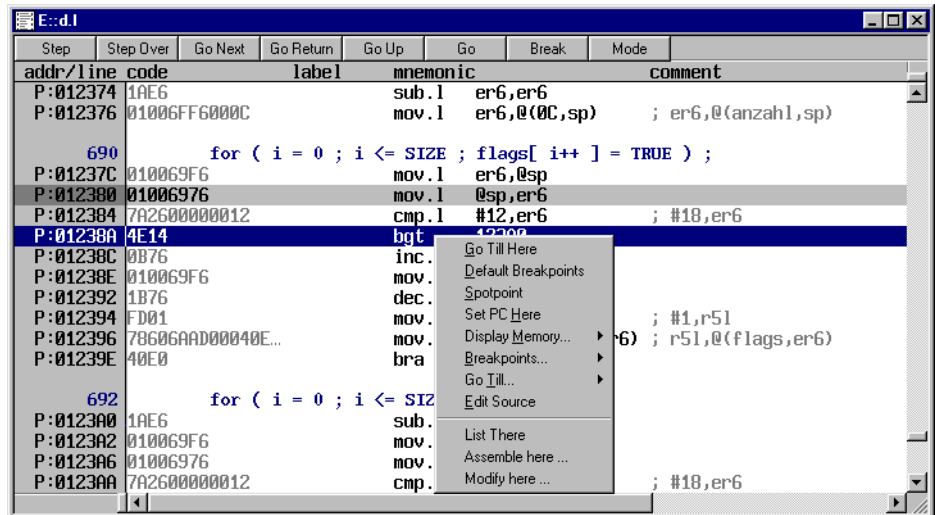 E::d.l
Step Step Over Go Next Go Return Go Up Go Break Mode
addr/line code label mnemonic comment
P:012374 1AE6 sub.l er6,er6
P:012376 01006FF6000C mov.l er6,@(0C,sp) ; er6,@(anzahl,sp)
690 for ( i = 0 ; i <= SIZE ; flags[ i++ ] = TRUE ) ;
P:01237C 010069F6 mov.l er6,@sp
P:012380 01006976 mov.l @sp,er6
P:012384 7A2600000012 cmp.l #12,er6 ; #18,er6
P:01238A 4E14 bgt
P:01238C 0B76 inc.
P:01238E 010069F6 mov.
P:012392 1B76 dec.
P:012394 FD01 mov. ; #1,r5l
P:012396 78606AAD00040E... mov. r6) ; r5l,@(flags,er6)
P:01239E 40E0 bra
692 for ( i = 0 ; i <= SIZ
P:0123A0 1AE6 sub.
P:0123A2 010069F6 mov.
P:0123A6 01006976 mov.
P:0123AA 7A2600000012 cmp. ; #18,er6
Go Till Here
Default Breakpoints
Spotpoint
Set PC Here
Display Memory...
Breakpoints...
Go Till...
Edit Source
List There
Assemble here ...
Modify here ...